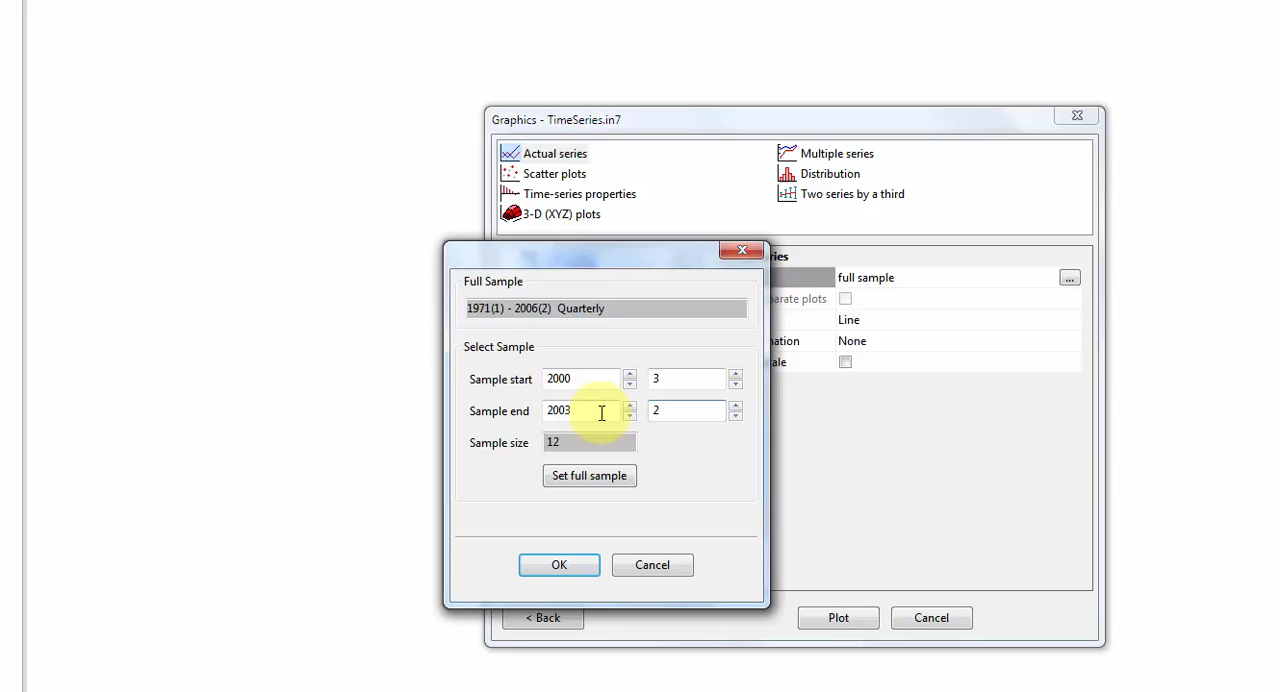 Graphics - TimeSeries.in7
Actual series
Multiple series
Scatter plots
Distribution
Time-series properties
Two series by a third
3-D (XYZ) plots
ries
full sample
...
parate plots
Line
nation
None
ale
Full Sample
1971(1) - 2006(2) Quarterly
Select Sample
Sample start 2000 3
Sample end 2003 2
Sample size 12
Set full sample
OK Cancel
< Back Plot Cancel